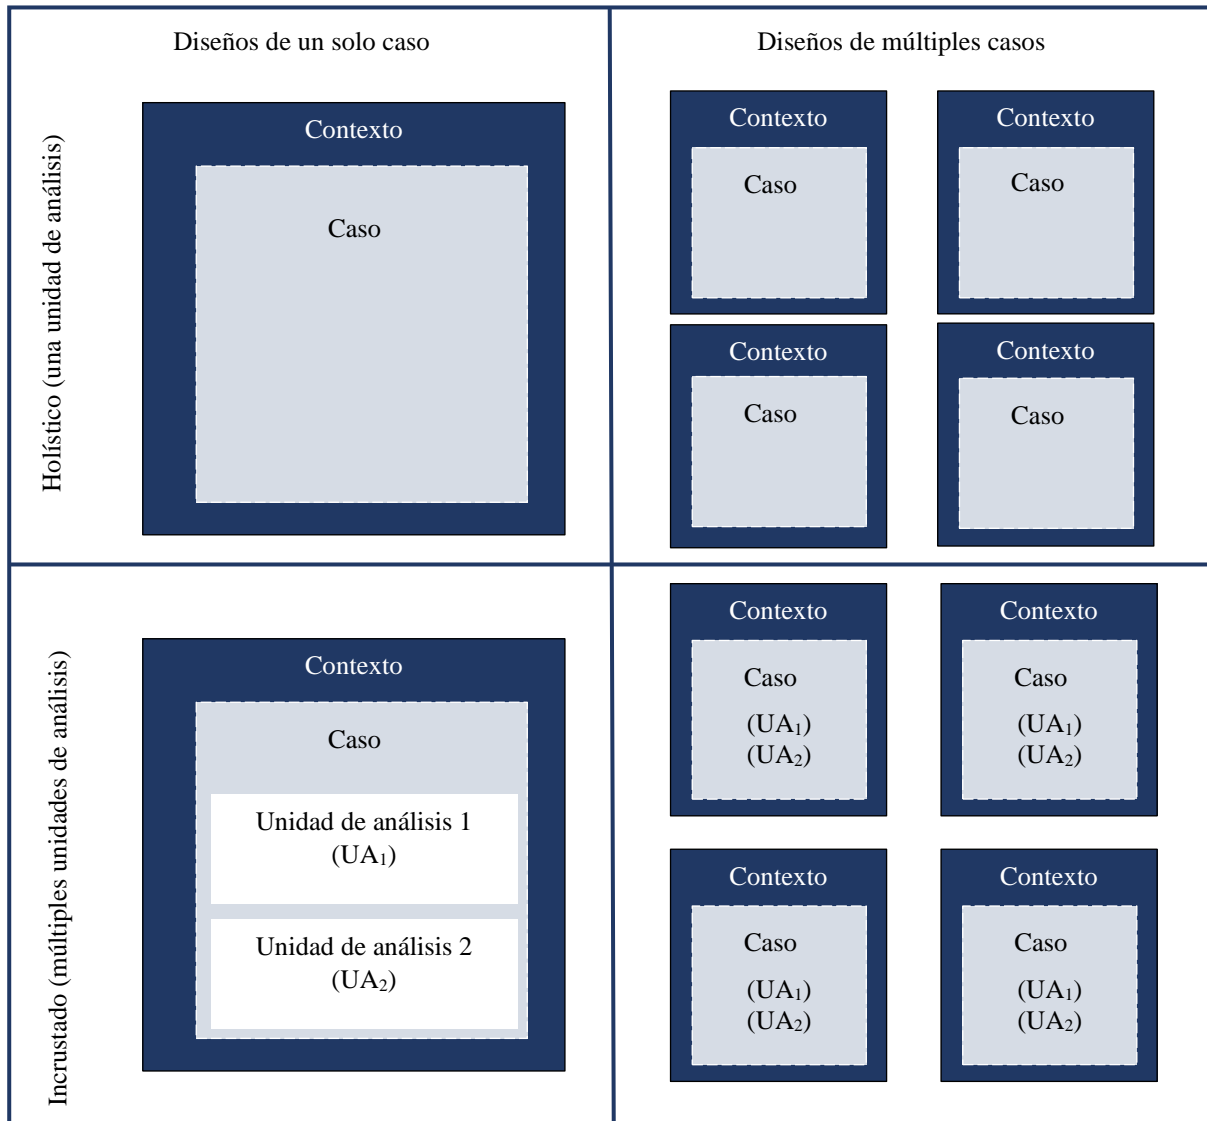 Diseños de un solo caso
Diseños de múltiples casos
Holístico (una unidad de análisis)
Contexto
Caso
Contexto
Caso
Contexto
Caso
Contexto
Caso
Contexto
Caso
Incrustado (múltiples unidades de análisis)
Contexto
Caso
Unidad de análisis 1
(UA₁)
Unidad de análisis 2
(UA₂)
Contexto
Caso
(UA₁)
(UA₂)
Contexto
Caso
(UA₁)
(UA₂)
Contexto
Caso
(UA₁)
(UA₂)
Contexto
Caso
(UA₁)
(UA₂)